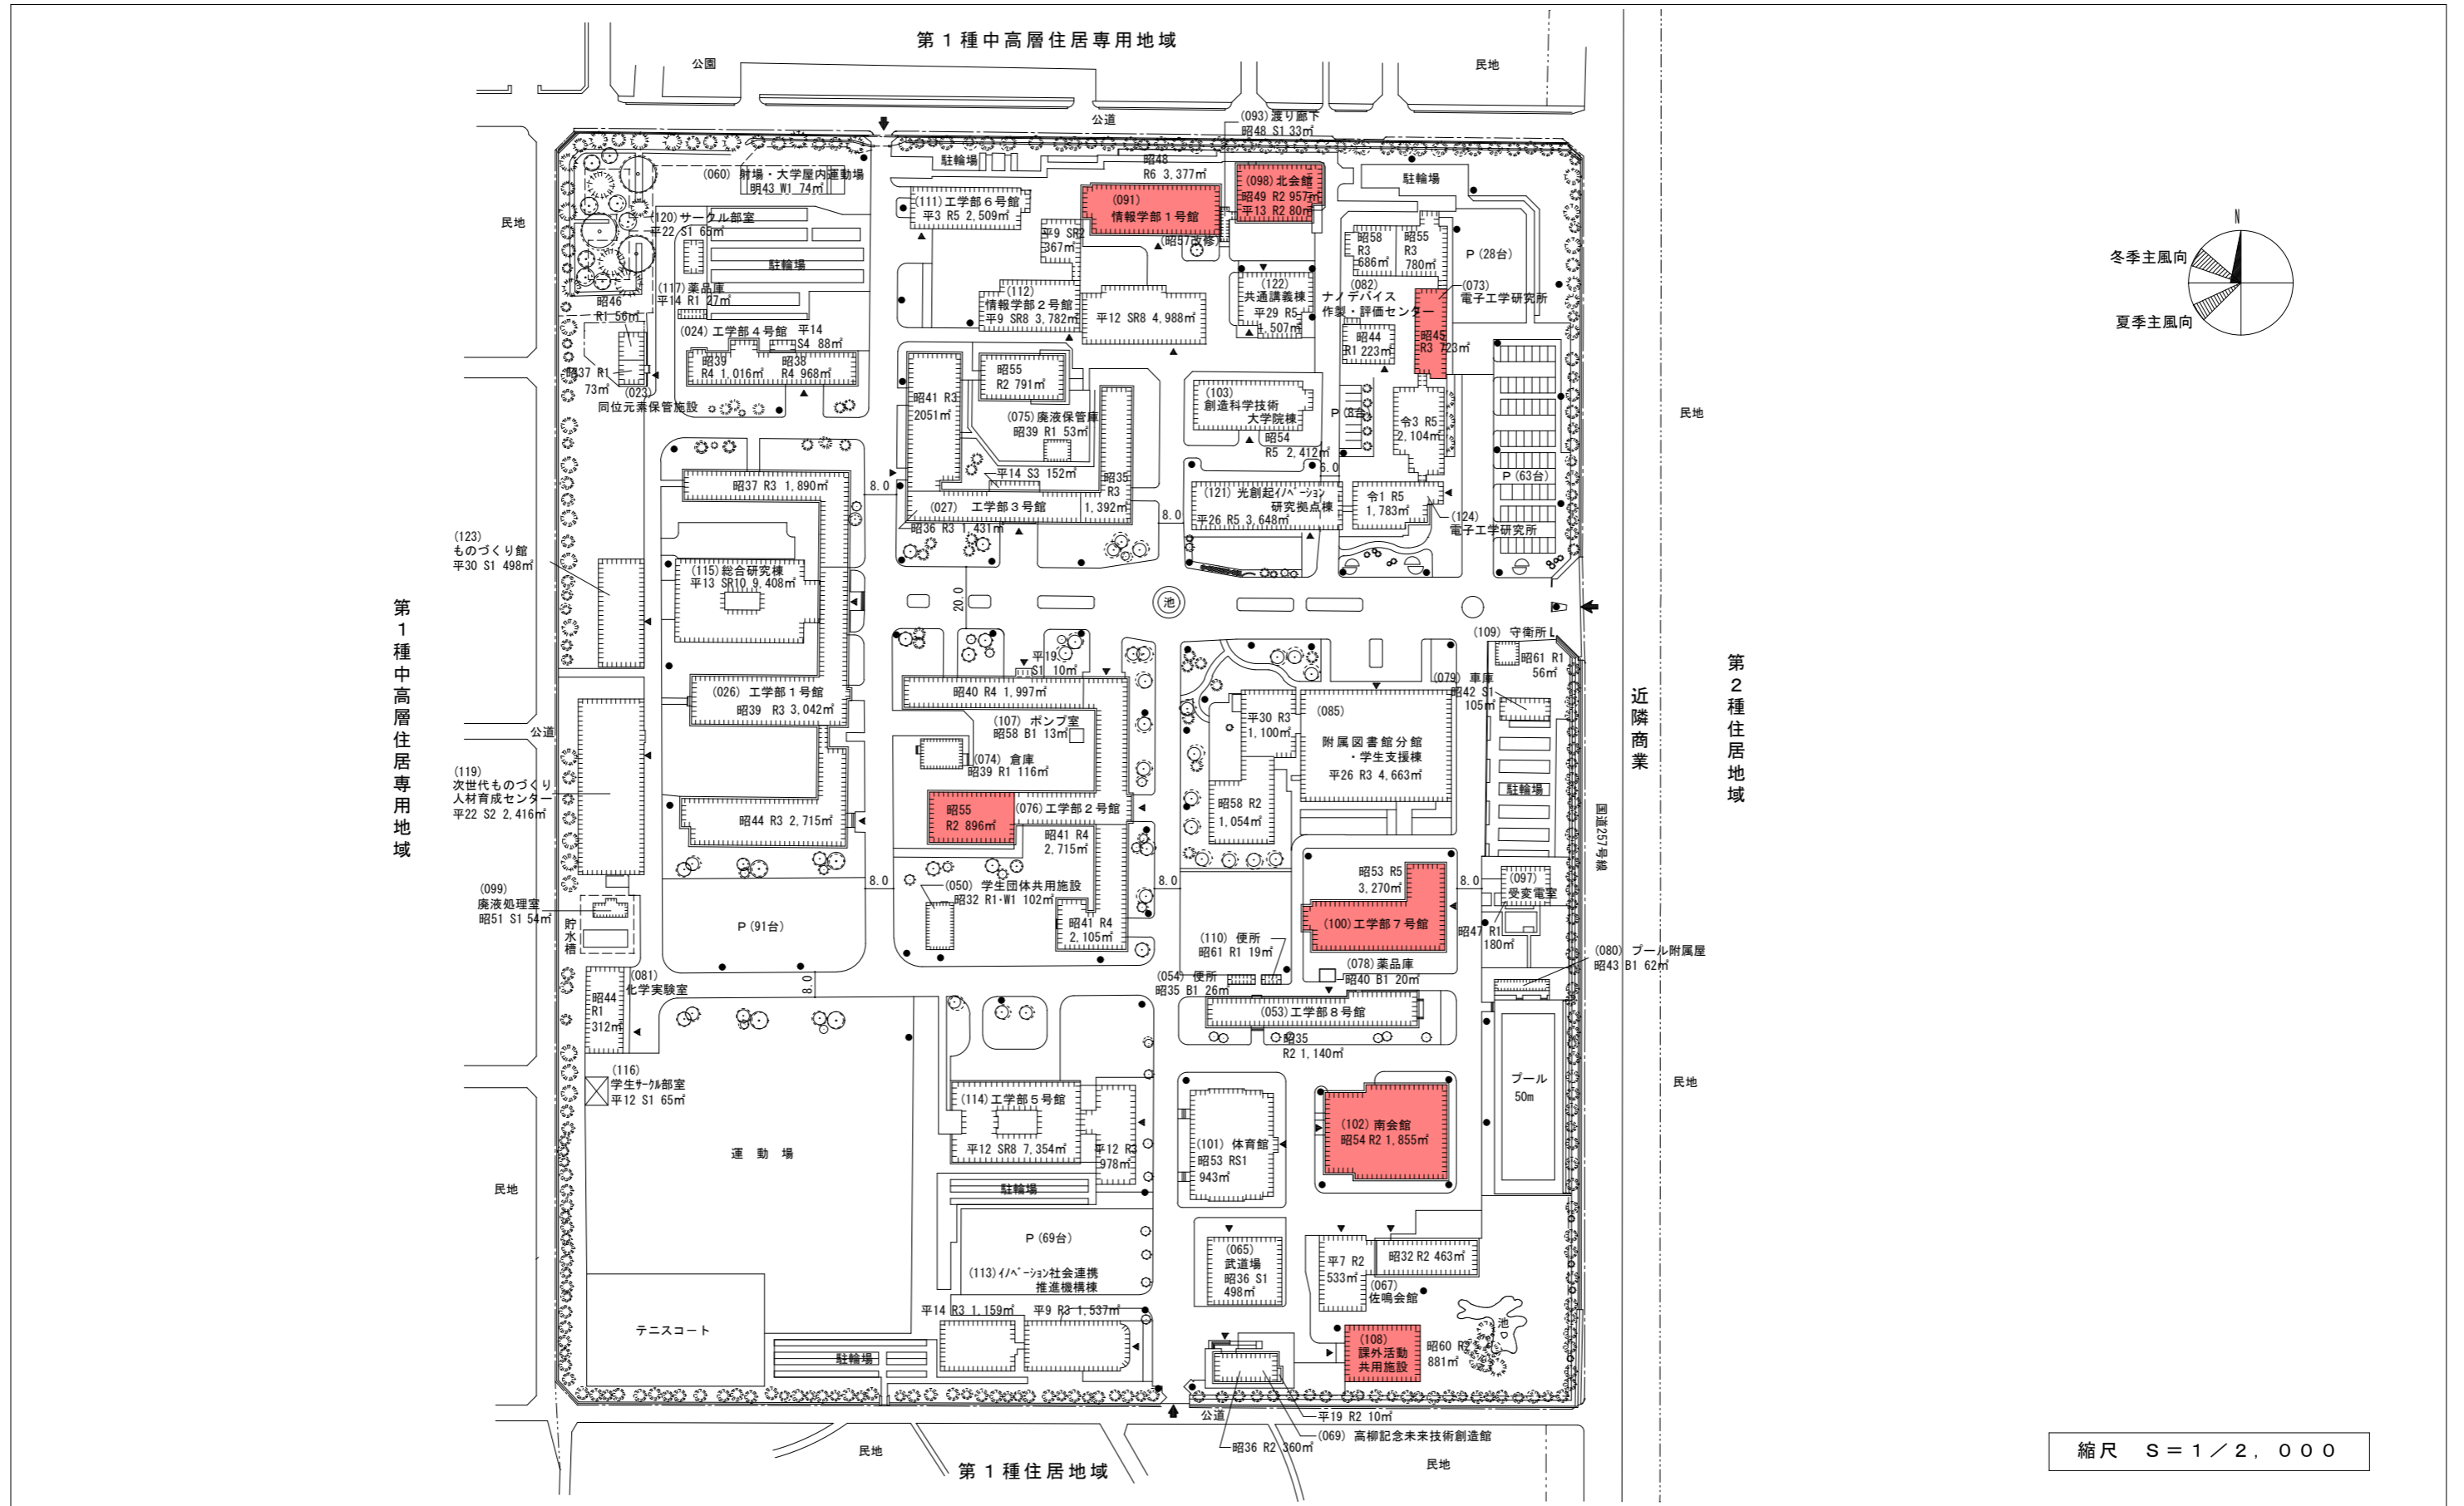 第１種中高層住居専用地域
公園
民地
公道
(093)渡り廊下
昭48 S1 33㎡
駐輪場
昭48
R6 3,377㎡
(060) 射場・大学屋内運動場
明43 W1 74㎡
(111)工学部６号館
平3 R5 2,509㎡
(091)
情報学部１号館
(昭57改修)
(098)北会館
昭49 R2 957㎡
平13 R2 80㎡
駐輪場
民地
(120)サークル部室
平22 S1 65㎡
駐輪場
平9 SR2
367㎡
昭58
R3
686㎡
昭55
R3
780㎡
P (28台)
N
冬季主風向
夏季主風向
(117)薬品庫
平14 R1 27㎡
昭46
R1 56㎡
(112)
情報学部２号館
平9 SR8 3,782㎡
平12 SR8 4,988㎡
(122)
共通講義棟
平29 R5
1,507㎡
(082)
ナノデバイス
作製・評価センター
(073)
電子工学研究所
昭45
R3 723㎡
昭44
R1 223㎡
(024)工学部４号館
平14
S4 88㎡
昭39
R4 1,016㎡
昭38
R4 968㎡
昭37 R1
73㎡
(023)
同位元素保管施設
昭41 R3
2051㎡
昭55
R2 791㎡
(075)廃液保管庫
昭39 R1 53㎡
(103)
創造科学技術
大学院棟
昭54
R5 2,412㎡
P (8台)
令3 R5
2,104㎡
民地
昭37 R3 1,890㎡
8.0
平14 S3 152㎡
昭35
R3
1,392㎡
(027)
工学部３号館
昭36 R3 1,431㎡
8.0
6.0
(121) 光創起ｲﾉﾍﾞｰｼｮﾝ
研究拠点棟
平26 R5 3,648㎡
令1 R5
1,783㎡
(124)
電子工学研究所
P (63台)
(123)
ものづくり館
平30 S1 498㎡
(115)総合研究棟
平13 SR10 9,408㎡
第１種中高層住居専用地域
20.0
池
(109) 守衛所
昭61 R1
56㎡
第２種住居地域
近隣商業
国道257号線
平19
S1 10㎡
(026)工学部１号館
昭39 R3 3,042㎡
昭40 R4 1,997㎡
(107) ポンプ室
昭58 B1 13㎡
(074) 倉庫
昭39 R1 116㎡
平30 R3
1,100㎡
(085)
附属図書館分館
・学生支援棟
平26 R3 4,663㎡
(079)車庫
昭42 S1
105㎡
公道
(119)
次世代ものづくり
人材育成センター
平22 S2 2,416㎡
昭44 R3 2,715㎡
昭55
R2 896㎡
(076)工学部２号館
昭41 R4
2,715㎡
昭58 R2
1,054㎡
駐輪場
(099)
廃液処理室
昭51 S1 54㎡
貯水槽
P (91台)
8.0
(050) 学生団体共用施設
昭32 R1･W1 102㎡
昭41 R4
2,105㎡
8.0
昭53 R5
3,270㎡
(100)工学部７号館
8.0
(097)
受変電室
昭47 R1
180㎡
(110) 便所
昭61 R1 19㎡
(054) 便所
昭35 B1 26㎡
(078)薬品庫
昭40 B1 20㎡
(080) プール附属屋
昭43 B1 62㎡
(081)
化学実験室
昭44
R1
312㎡
8.0
(053)工学部８号館
昭35
R2 1,140㎡
(116)
学生ｻｰｸﾙ部室
平12 S1 65㎡
運動場
(114)工学部５号館
平12 SR8 7,354㎡
平12 R3
978㎡
(101) 体育館
昭53 RS1
943㎡
(102) 南会館
昭54 R2 1,855㎡
プール
50m
民地
民地
駐輪場
P (69台)
(113)ｲﾉﾍﾞｰｼｮﾝ社会連携
推進機構棟
(065)
武道場
昭36 S1
498㎡
平7 R2
533㎡
昭32 R2 463㎡
(067)
佐鳴会館
平14 R3 1,159㎡
平9 R3 1,537㎡
テニスコート
駐輪場
(108)
課外活動
共用施設
昭60 R2
881㎡
池
公道
平19 R2 10㎡
(069) 高柳記念未来技術創造館
昭36 R2 360㎡
民地
第１種住居地域
民地
縮尺　Ｓ＝１／２，０００